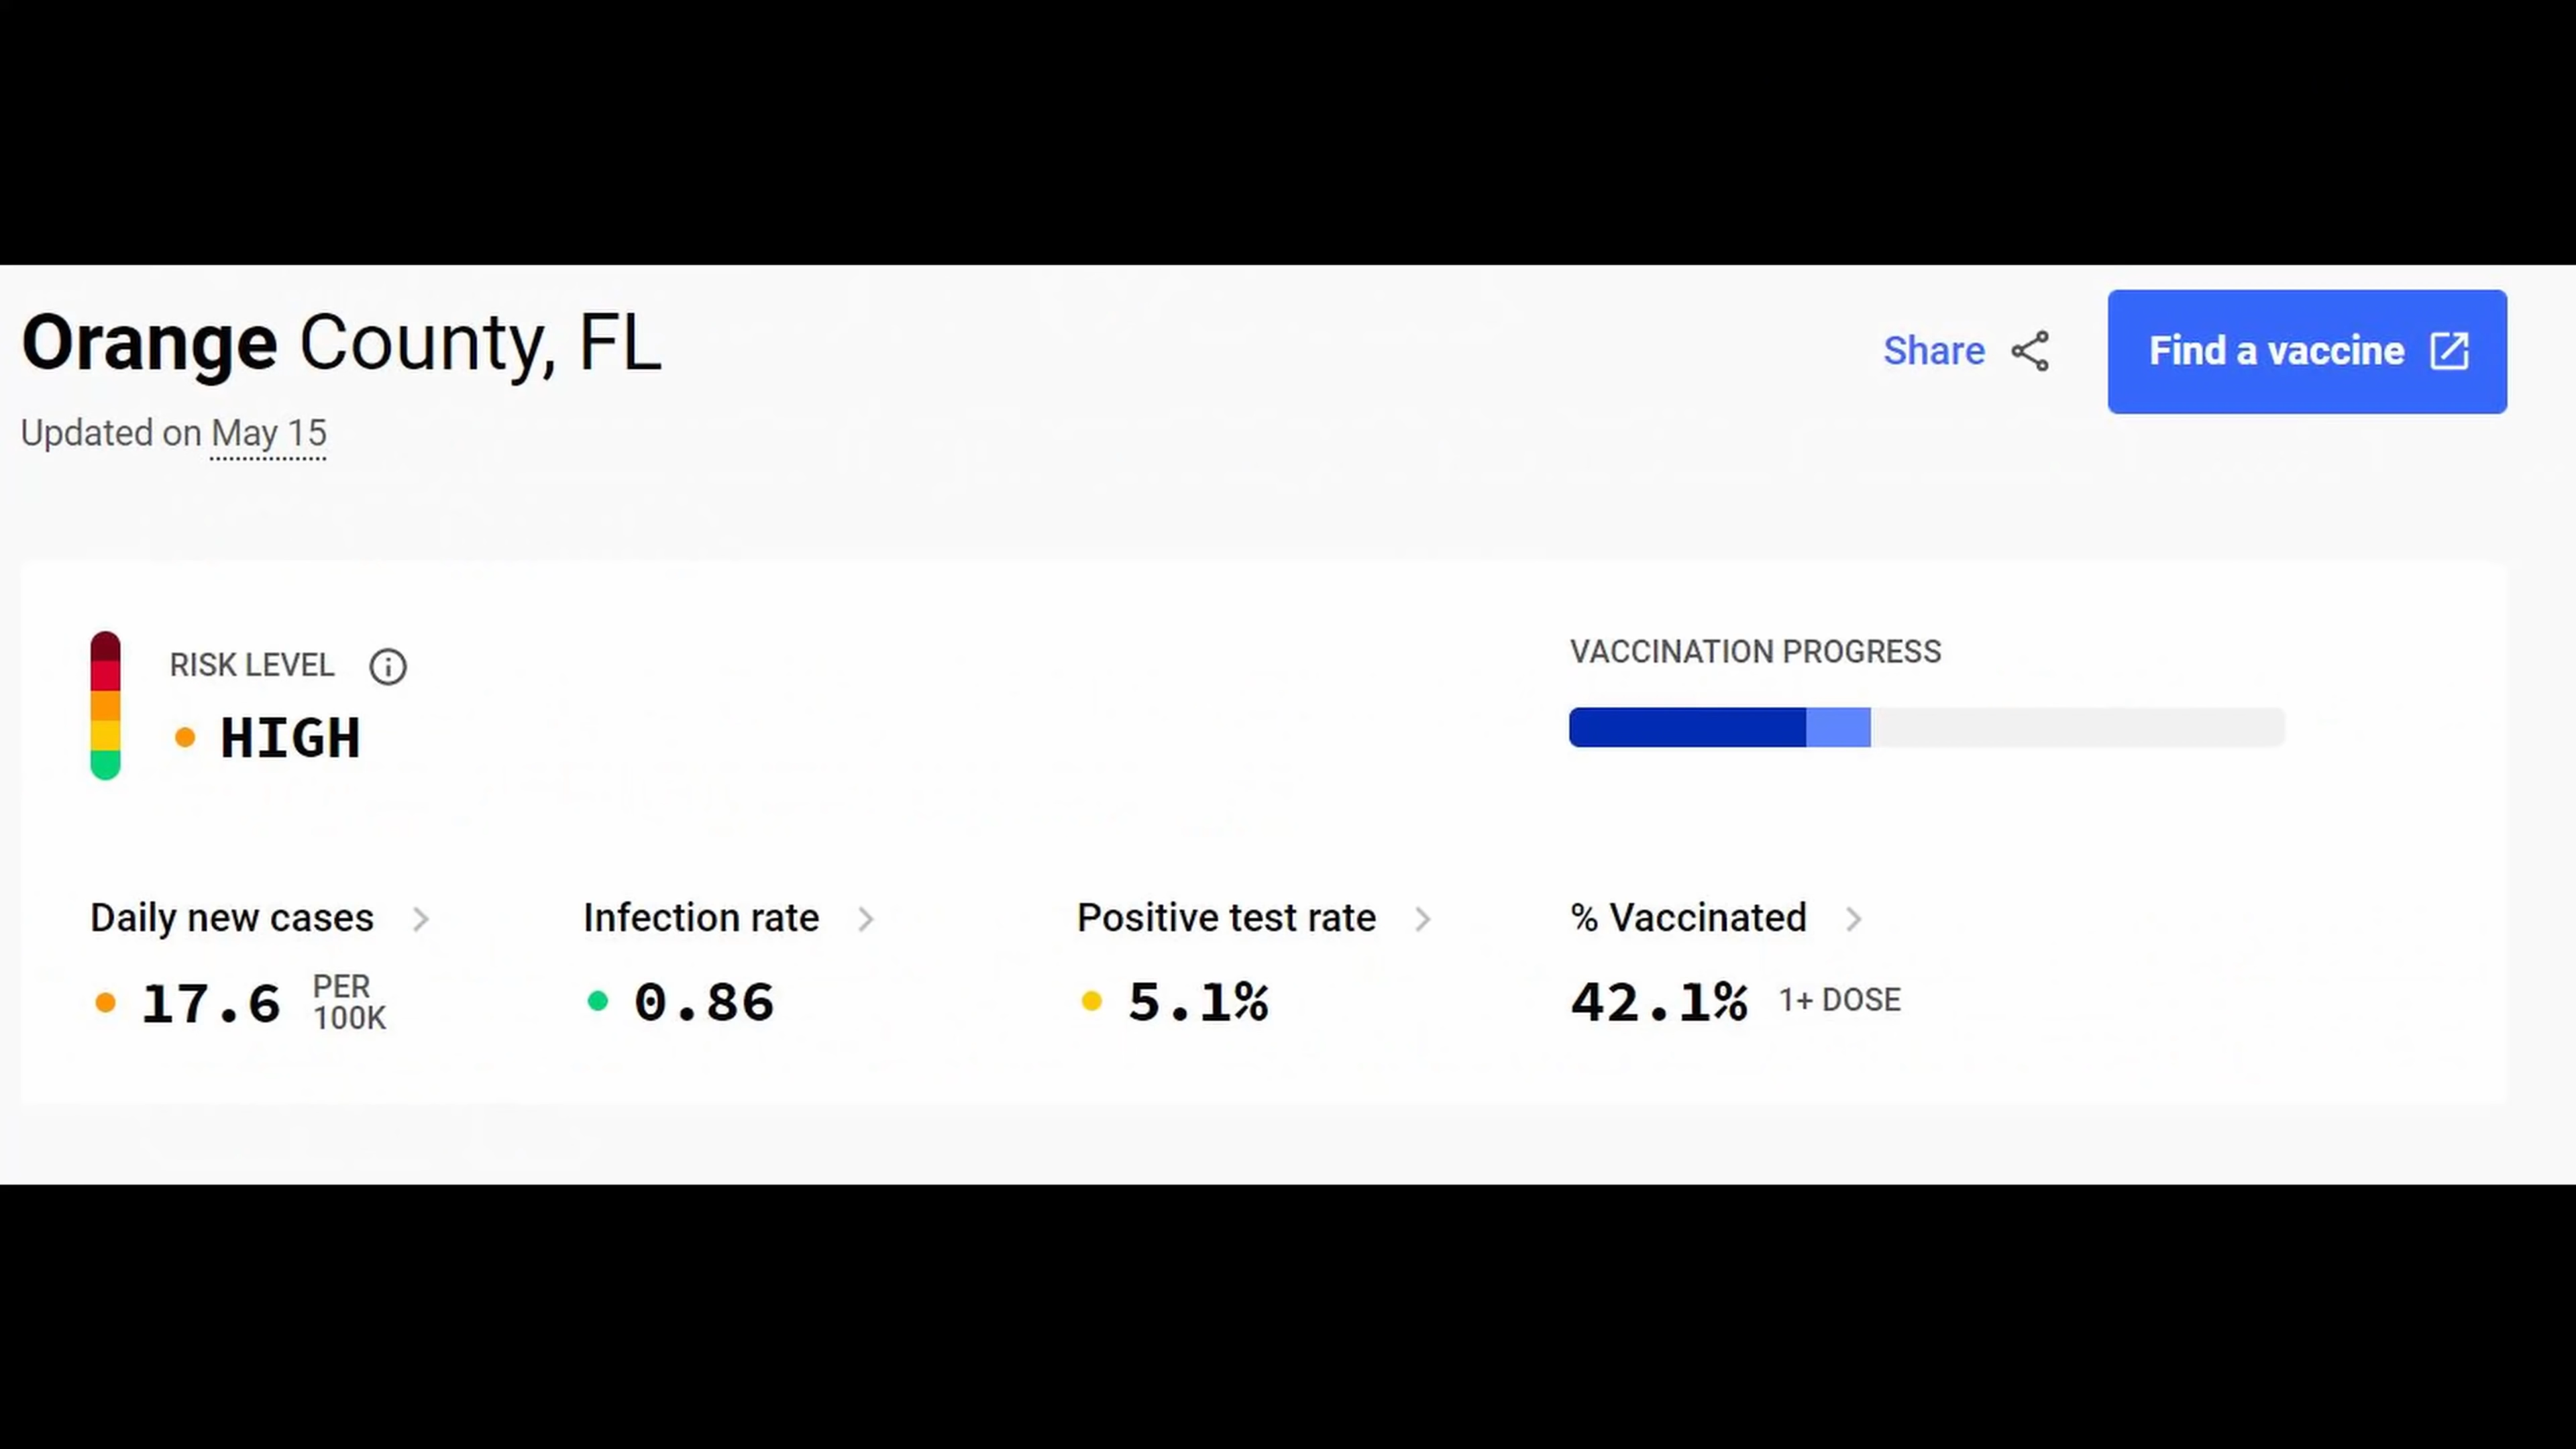 Orange County, FL
Share
Find a vaccine
Updated on May 15
RISK LEVEL
HIGH
VACCINATION PROGRESS
Daily new cases
17.6 PER 100K
Infection rate
0.86
Positive test rate
5.1%
% Vaccinated
42.1% 1+ DOSE